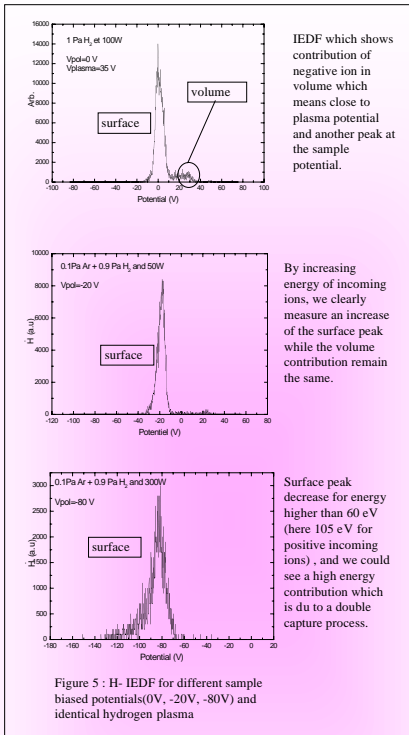 1 Pa H2 et 100W
Vpol=0 V
Vplasma=35 V
surface
volume
Arb.
16000
14000
12000
10000
8000
6000
4000
2000
0
-100 -80 -60 -40 -20 0 20 40 60 80 100
Potential (V)
IEDF which shows
contribution of
negative ion in
volume which
means close to
plasma potential
and another peak at
the sample
potential.
0.1Pa Ar + 0.9 Pa H2 and 50W
Vpol=-20 V
surface
H- (a.u)
10000
8000
6000
4000
2000
0
-120 -100 -80 -60 -40 -20 0 20 40 60 80
Potentiel (V)
By increasing
energy of incoming
ions, we clearly
measure an increase
of the surface peak
while the volume
contribution remain
the same.
0.1Pa Ar + 0.9 Pa H2 and 300W
Vpol=-80 V
surface
H- (a.u)
3000
2500
2000
1500
1000
500
0
-180 -160 -140 -120 -100 -80 -60 -40 -20 0 20
Potential (V)
Surface peak
decrease for energy
higher than 60 eV
(here 105 eV for
positive incoming
ions) , and we could
see a high energy
contribution which
is du to a double
capture process.
Figure 5 : H- IEDF for different sample
biased potentials(0V, -20V, -80V) and
identical hydrogen plasma